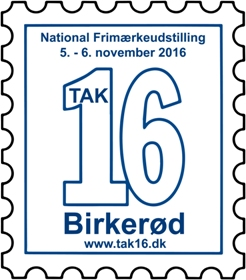 National Frimærkeudstilling
5. - 6. november 2016
TAK
16
Birkerød
www.tak16.dk